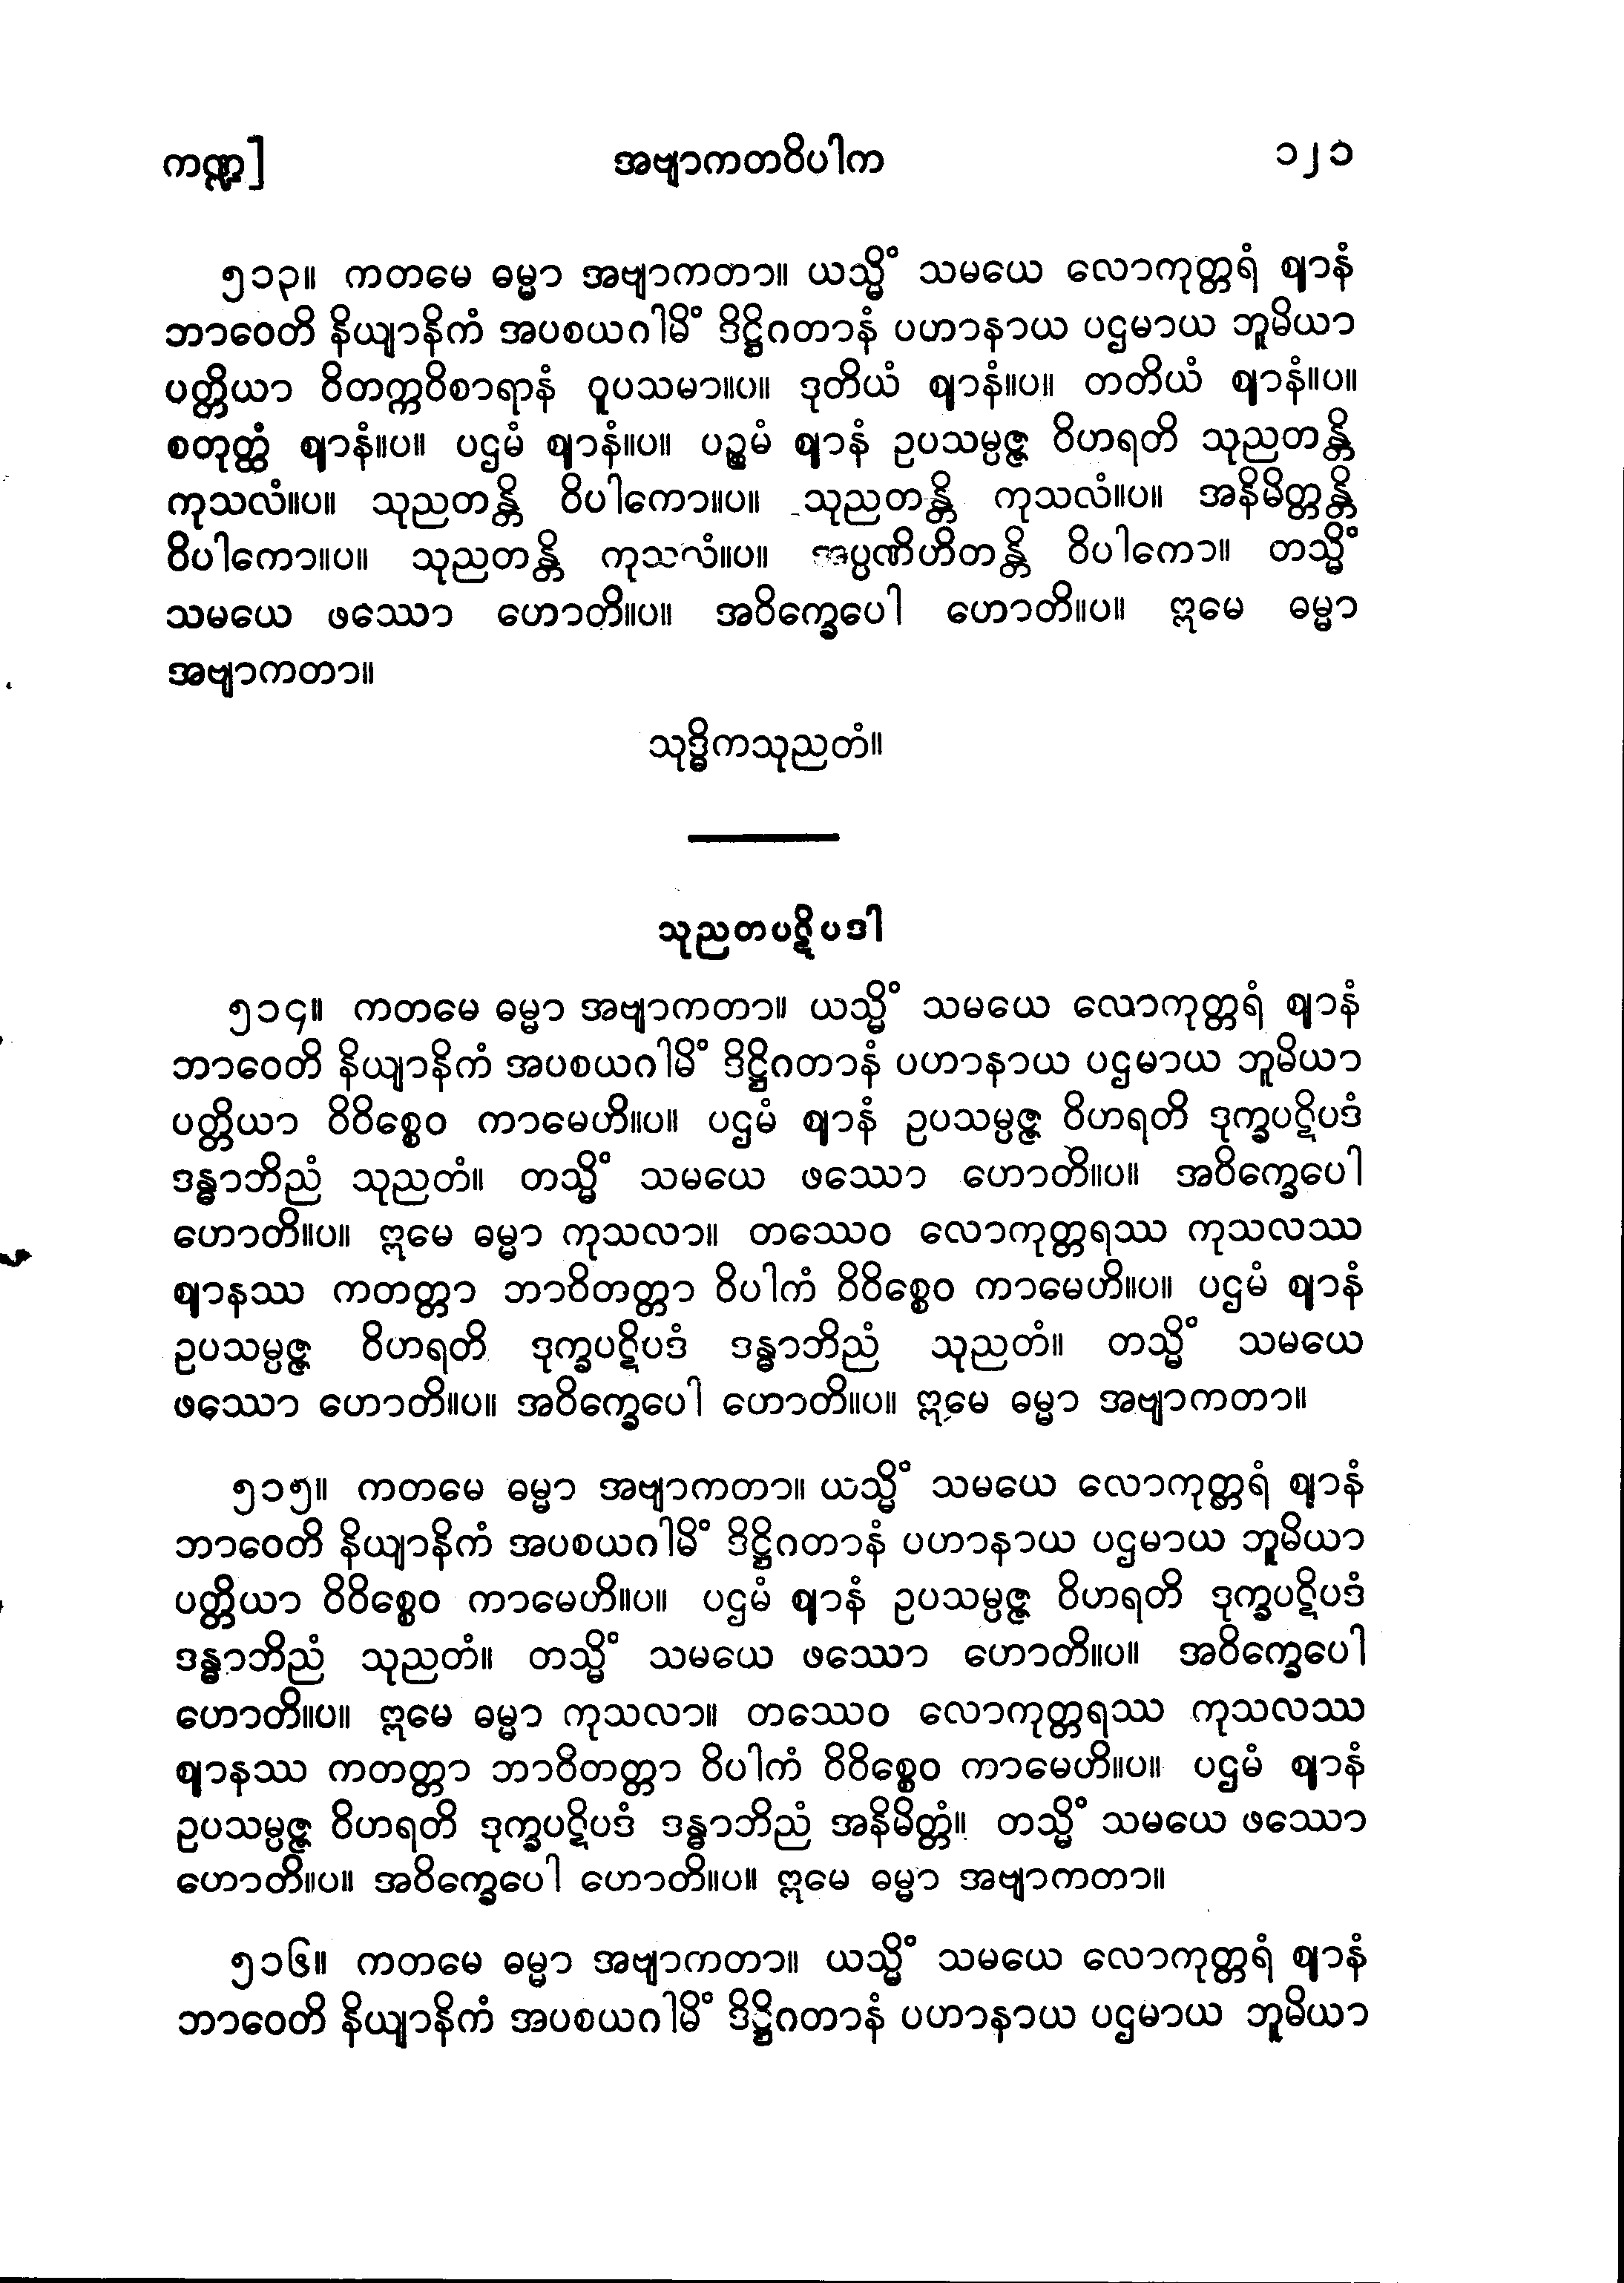 ကဏ္ဍ] အဗျာကတဝိပါက ၁၂၁
၅၁၃။ ကတမေ ဓမ္မာ အဗျာကတာ။ ယသ္မိံ သမယေ လောကုတ္တရံ ဈာနံ
ဘာဝေတိ နိယျာနိကံ အပစယဂါမိံ ဒိဋ္ဌိဂတာနံ ပဟာနာယ ပဌမာယ ဘူမိယာ
ပတ္တိယာ ဝိတက္ကဝိစာရာနံ ဝူပသမာ။ပ။ ဒုတိယံ ဈာနံ။ပ။ တတိယံ ဈာနံ။ပ။
စတုတ္ထံ ဈာနံ။ပ။ ပဌမံ ဈာနံ။ပ။ ပဉ္စမံ ဈာနံ ဥပသမ္ပဇ္ဇ ဝိဟရတိ သုညတန္တိ
ကုသလံ။ပ။ သုညတန္တိ ဝိပါကော။ပ။ သုညတန္တိ ကုသလံ။ပ။ အနိမိတ္တန္တိ
ဝိပါကော။ပ။ သုညတန္တိ ကုသလံ။ပ။ အပ္ပဏိဟိတန္တိ ဝိပါကော။ တသ္မိံ
သမယေ ဖဿော ဟောတိ။ပ။ အဝိက္ခေပေါ ဟောတိ။ပ။ ဣမေ ဓမ္မာ
အဗျာကတာ။
သုဒ္ဓိကသုညတံ။
သုညတပဋိပဒါ
၅၁၄။ ကတမေ ဓမ္မာ အဗျာကတာ။ ယသ္မိံ သမယေ လောကုတ္တရံ ဈာနံ
ဘာဝေတိ နိယျာနိကံ အပစယဂါမိံ ဒိဋ္ဌိဂတာနံ ပဟာနာယ ပဌမာယ ဘူမိယာ
ပတ္တိယာ ဝိဝိစ္စေဝ ကာမေဟိ။ပ။ ပဌမံ ဈာနံ ဥပသမ္ပဇ္ဇ ဝိဟရတိ ဒုက္ခပဋိပဒံ
ဒန္ဓာဘိညံ သုညတံ။ တသ္မိံ သမယေ ဖဿော ဟောတိ။ပ။ အဝိက္ခေပေါ
ဟောတိ။ပ။ ဣမေ ဓမ္မာ ကုသလာ။ တဿေဝ လောကုတ္တရဿ ကုသလဿ
ဈာနဿ ကတတ္တာ ဘာဝိတတ္တာ ဝိပါကံ ဝိဝိစ္စေဝ ကာမေဟိ။ပ။ ပဌမံ ဈာနံ
ဥပသမ္ပဇ္ဇ ဝိဟရတိ ဒုက္ခပဋိပဒံ ဒန္ဓာဘိညံ သုညတံ။ တသ္မိံ သမယေ
ဖဿော ဟောတိ။ပ။ အဝိက္ခေပေါ ဟောတိ။ပ။ ဣမေ ဓမ္မာ အဗျာကတာ။
၅၁၅။ ကတမေ ဓမ္မာ အဗျာကတာ။ ယသ္မိံ သမယေ လောကုတ္တရံ ဈာနံ
ဘာဝေတိ နိယျာနိကံ အပစယဂါမိံ ဒိဋ္ဌိဂတာနံ ပဟာနာယ ပဌမာယ ဘူမိယာ
ပတ္တိယာ ဝိဝိစ္စေဝ ကာမေဟိ။ပ။ ပဌမံ ဈာနံ ဥပသမ္ပဇ္ဇ ဝိဟရတိ ဒုက္ခပဋိပဒံ
ဒန္ဓာဘိညံ သုညတံ။ တသ္မိံ သမယေ ဖဿော ဟောတိ။ပ။ အဝိက္ခေပေါ
ဟောတိ။ပ။ ဣမေ ဓမ္မာ ကုသလာ။ တဿေဝ လောကုတ္တရဿ ကုသလဿ
ဈာနဿ ကတတ္တာ ဘာဝိတတ္တာ ဝိပါကံ ဝိဝိစ္စေဝ ကာမေဟိ။ပ။ ပဌမံ ဈာနံ
ဥပသမ္ပဇ္ဇ ဝိဟရတိ ဒုက္ခပဋိပဒံ ဒန္ဓာဘိညံ အနိမိတ္တံ။ တသ္မိံ သမယေ ဖဿော
ဟောတိ။ပ။ အဝိက္ခေပေါ ဟောတိ။ပ။ ဣမေ ဓမ္မာ အဗျာကတာ။
၅၁၆။ ကတမေ ဓမ္မာ အဗျာကတာ။ ယသ္မိံ သမယေ လောကုတ္တရံ ဈာနံ
ဘာဝေတိ နိယျာနိကံ အပစယဂါမိံ ဒိဋ္ဌိဂတာနံ ပဟာနာယ ပဌမာယ ဘူမိယာ